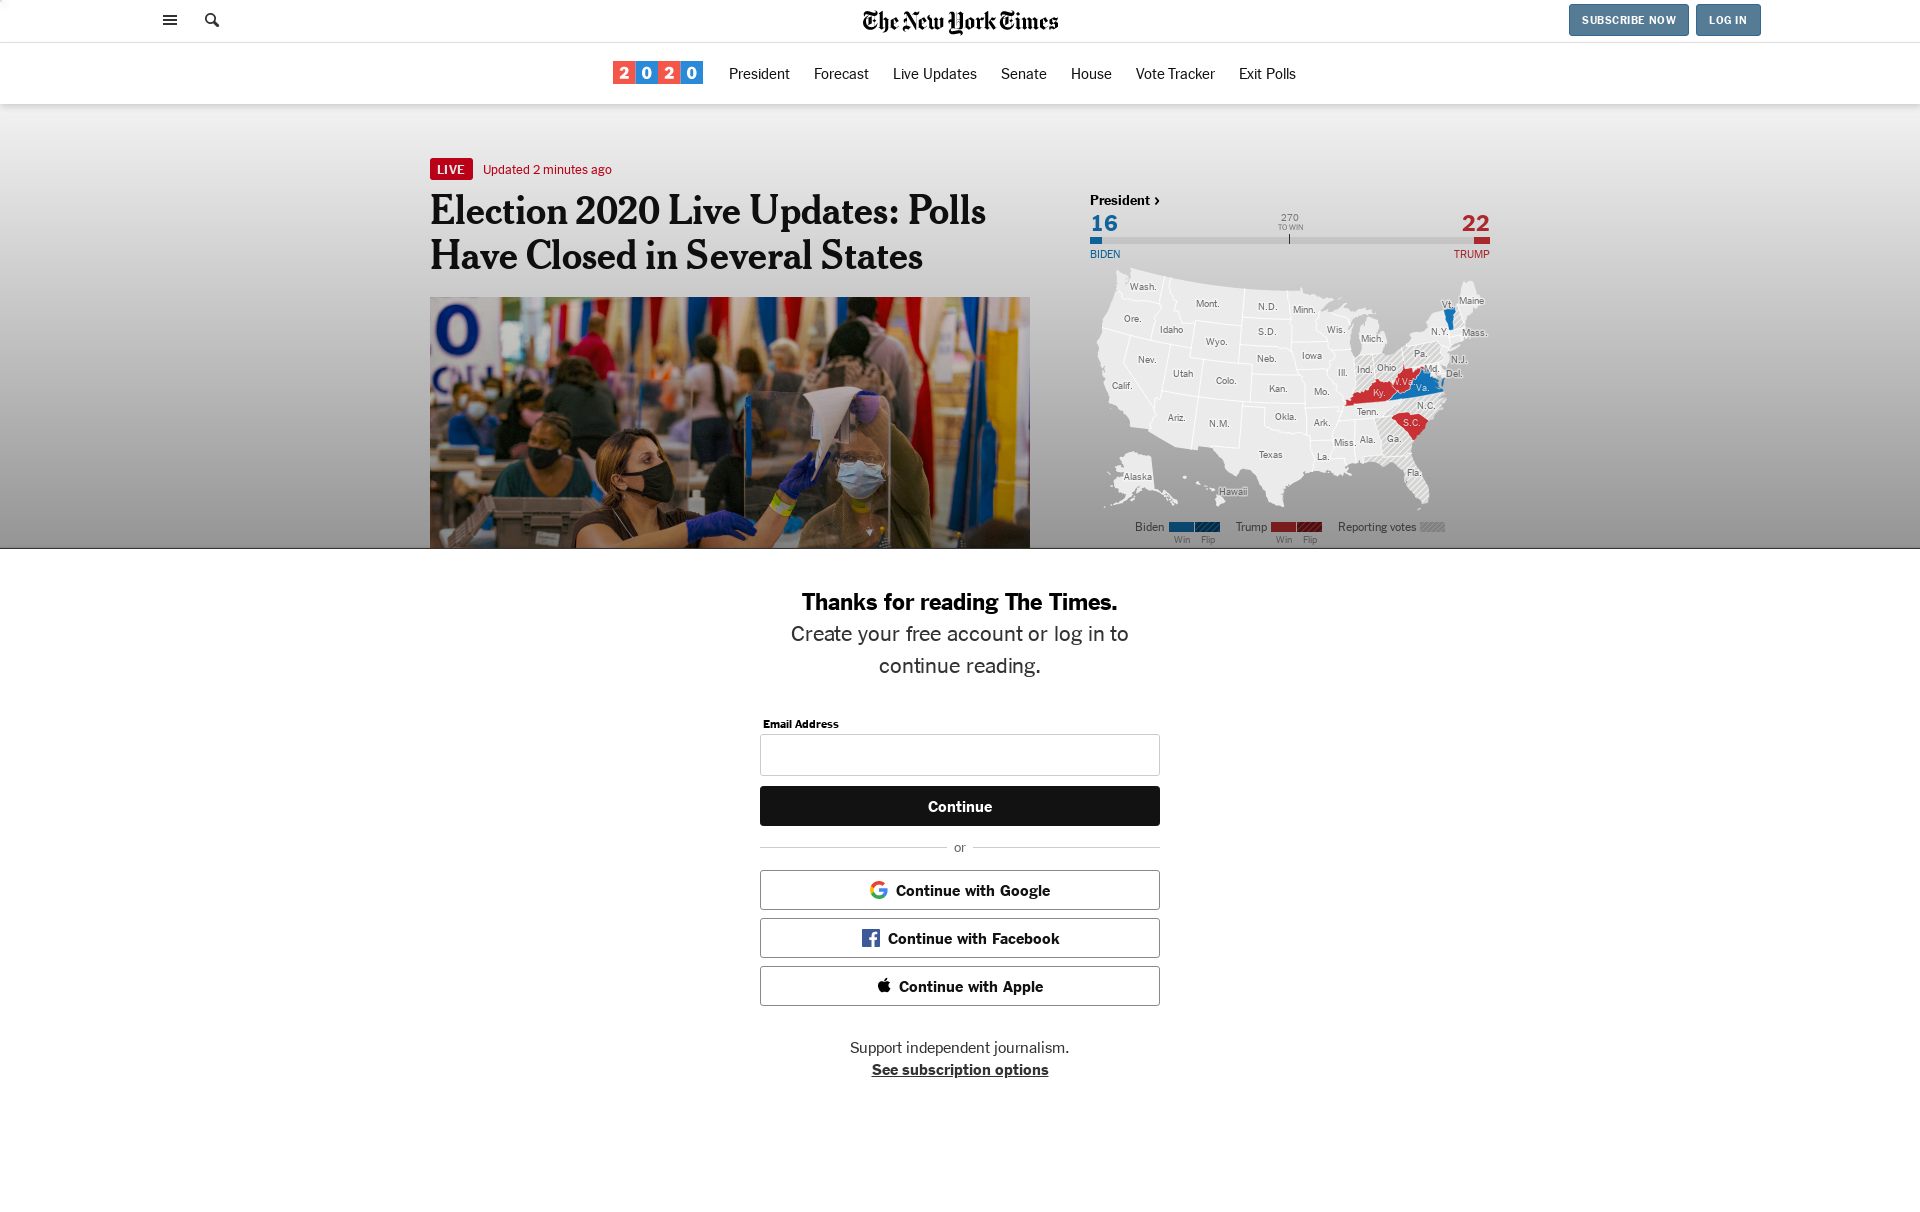 The New York Times
SUBSCRIBE NOW
LOG IN
2020
President
Forecast
Live Updates
Senate
House
Vote Tracker
Exit Polls
LIVE
Updated 2 minutes ago
Election 2020 Live Updates: Polls
Have Closed in Several States
President ›
16
270
TO WIN
22
BIDEN
TRUMP
Wash.
Mont.
N.D.
Minn.
Vt.
Maine
Ore.
Idaho
S.D.
Wis.
N.Y.
Mass.
Wyo.
Mich.
Nev.
Neb.
Iowa
Pa.
N.J.
Utah
Colo.
Ill.
Ind.
Ohio
Md.
Del.
Calif.
Kan.
Mo.
Ky.
W.Va.
Va.
Ariz.
N.M.
Okla.
Ark.
Tenn.
N.C.
S.C.
Texas
La.
Miss.
Ala.
Ga.
Alaska
Hawaii
Fla.
Biden
Trump
Reporting votes
Win Flip
Win Flip
Thanks for reading The Times.
Create your free account or log in to
continue reading.
Email Address
Continue
or
Continue with Google
Continue with Facebook
Continue with Apple
Support independent journalism.
See subscription options